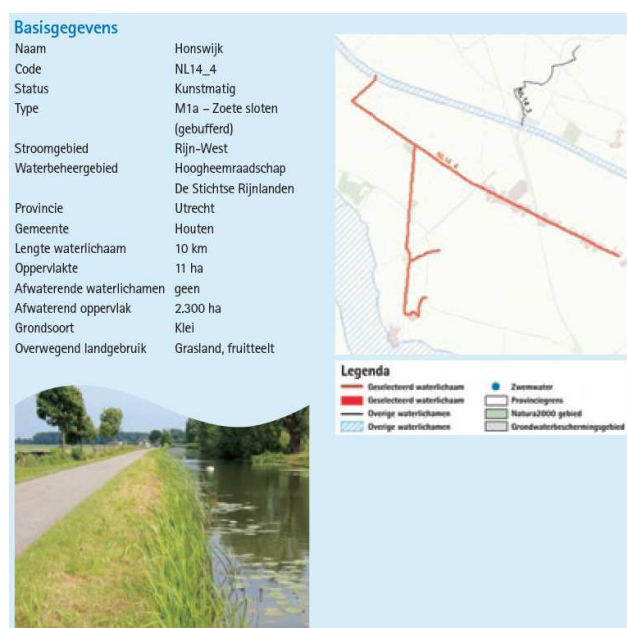 Basisgegevens
Naam Honswijk
Code NL14_4
Status Kunstmatig
Type M1a – Zoete sloten
(gebufferd)
Stroomgebied Rijn-West
Waterbeheergebied Hoogheemraadschap
De Stichtse Rijnlanden
Provincie Utrecht
Gemeente Houten
Lengte waterlichaam 10 km
Oppervlakte 11 ha
Afwaterende waterlichamen geen
Afwaterend oppervlak 2.300 ha
Grondsoort Klei
Overwegend landgebruik Grasland, fruitteelt
NL14_3
NL14_4
Legenda
Geselecteerd waterlichaam Zwemwater
Geselecteerd waterlichaam Provinciegrens
Overige waterlichamen Natura2000 gebied
Overige waterlichamen Grondwaterbeschermingsgebied